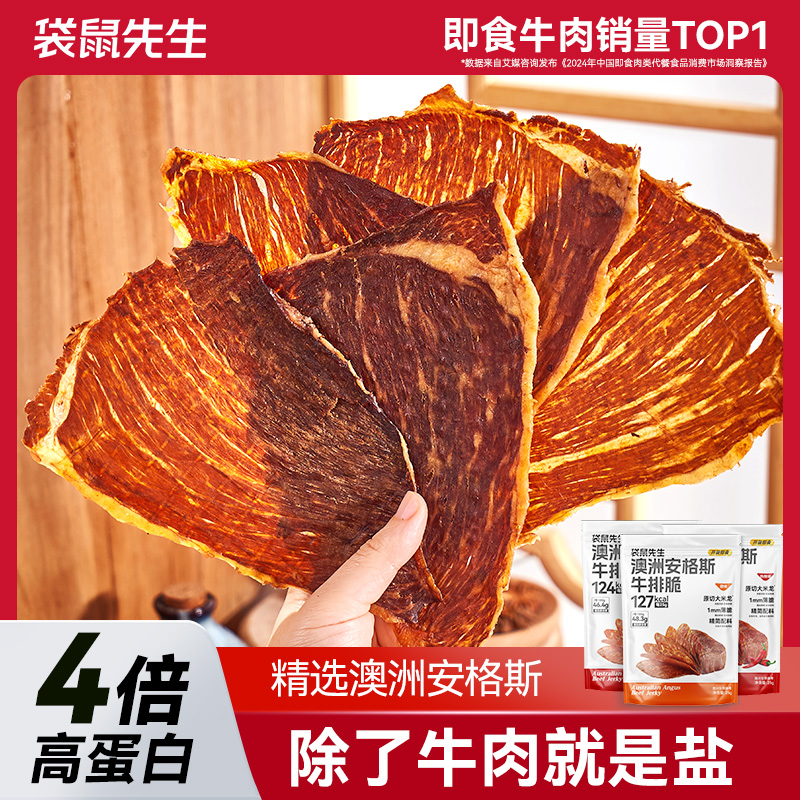 袋鼠先生
即食牛肉销量TOP1
*数据来自艾媒咨询发布《2024年中国即食肉类代餐食品消费市场洞察报告》
袋鼠先生
澳洲安格斯
牛排脆
127kcal
48.3g
原切大米龙
1mm薄脆
精简配料
Australian Angus
Beef Jerky
124
46.4g
4倍
高蛋白
精选澳洲安格斯
除了牛肉就是盐